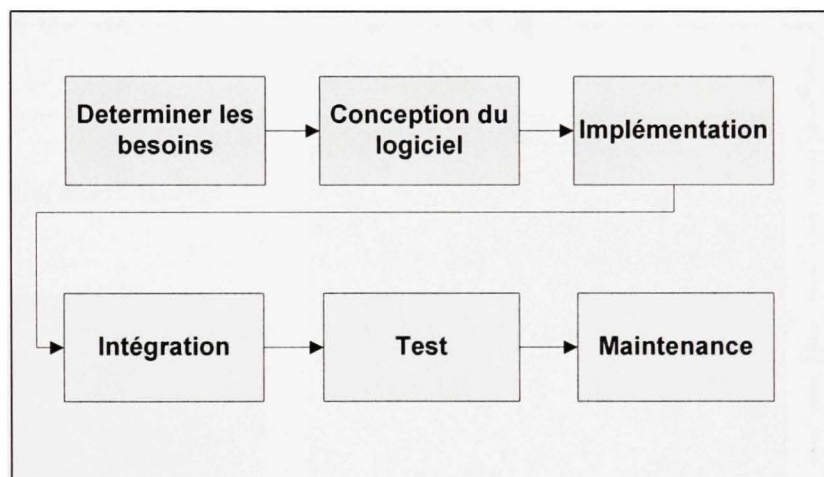 Determiner les
besoins
Conception du
logiciel
Implémentation
Intégration
Test
Maintenance